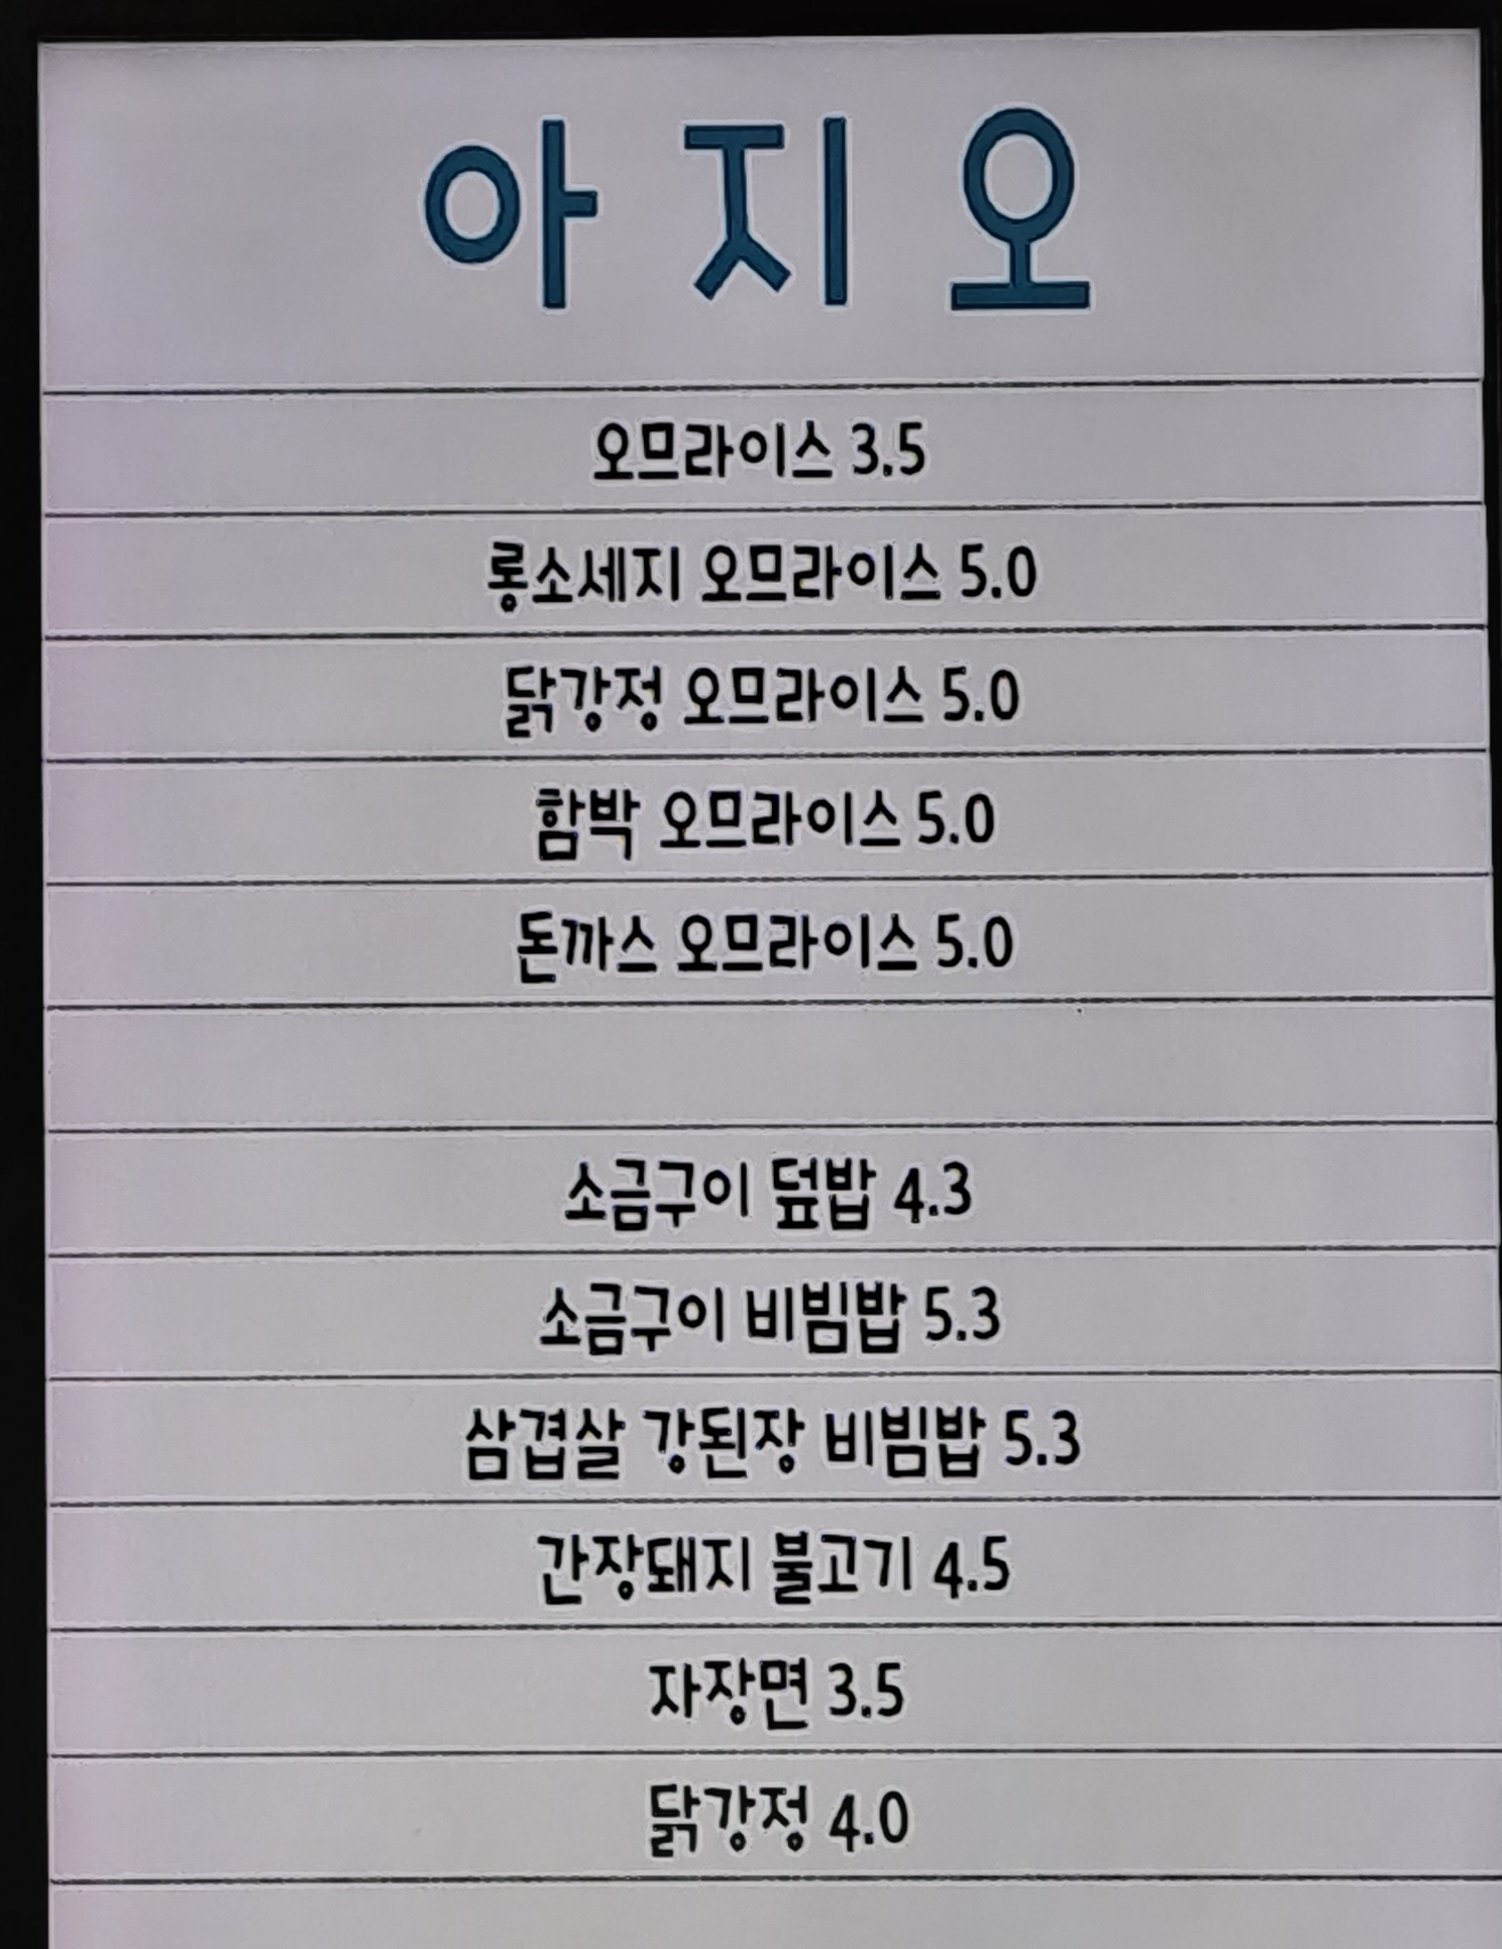 아지오
오므라이스 3.5
롱소세지 오므라이스 5.0
닭강정 오므라이스 5.0
함박 오므라이스 5.0
돈까스 오므라이스 5.0
소금구이 덮밥 4.3
소금구이 비빔밥 5.3
삼겹살 강된장 비빔밥 5.3
간장돼지 불고기 4.5
자장면 3.5
닭강정 4.0